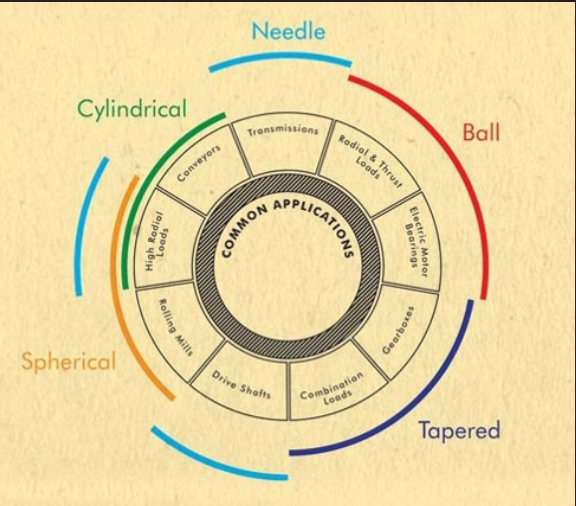 Needle
Cylindrical
Ball
Transmissions
Radial & Thrust
Loads
Electric Motor
Bearings
Gearboxes
Combination
Loads
Drive Shafts
Rolling Mills
High Radial
Loads
Conveyors
COMMON APPLICATIONS
Spherical
Tapered